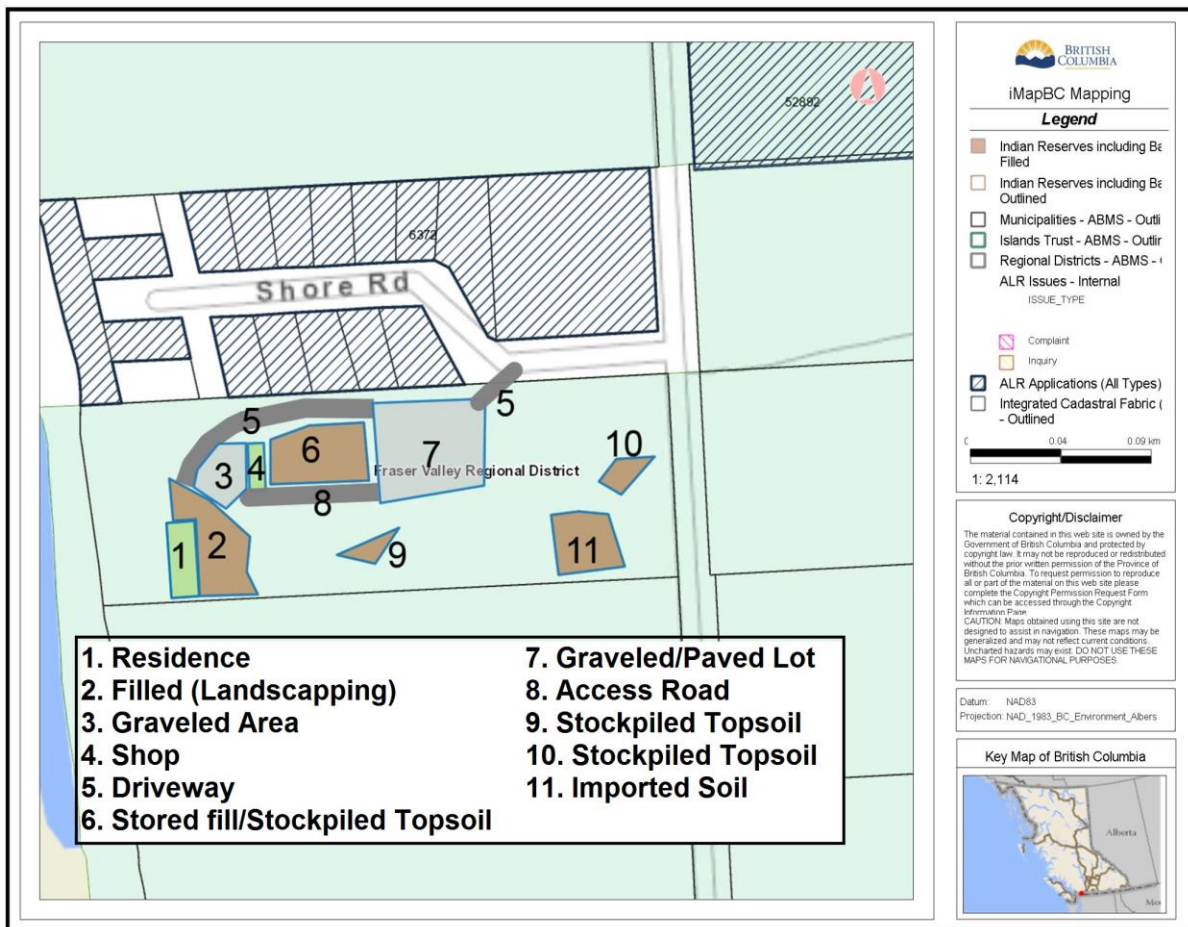 52892
6372
Shore Rd
5
5
6
7
10
3
4
Fraser Valley Regional District
8
2
1
9
11
1. Residence
2. Filled (Landscapping)
3. Graveled Area
4. Shop
5. Driveway
6. Stored fill/Stockpiled Topsoil
7. Graveled/Paved Lot
8. Access Road
9. Stockpiled Topsoil
10. Stockpiled Topsoil
11. Imported Soil
BRITISH
COLUMBIA
iMapBC Mapping
Legend
Indian Reserves including Ba
Filled
Indian Reserves including Ba
Outlined
Municipalities - ABMS - Outli
Islands Trust - ABMS - Outlin
Regional Districts - ABMS - (
ALR Issues - Internal
ISSUE_TYPE
Complaint
Inquiry
ALR Applications (All Types)
Integrated Cadastral Fabric (
- Outlined
0.04 0.09 km
1: 2,114
Copyright/Disclaimer
The material contained in this web site is owned by the
Government of British Columbia and protected by
copyright law. It may not be reproduced or redistributed
without the prior written permission of the Province of
British Columbia. To request permission to reproduce
all or part of the material on this web site please
complete the Copyright Permission Request Form
which can be accessed through the Copyright
Information Page.
CAUTION: Maps obtained using this site are not
designed to assist in navigation. These maps may be
generalized and may not reflect current conditions.
Uncharted hazards may exist. DO NOT USE THESE
MAPS FOR NAVIGATIONAL PURPOSES.
Datum: NAD83
Projection: NAD_1983_BC_Environment_Albers
Key Map of British Columbia
Alberta